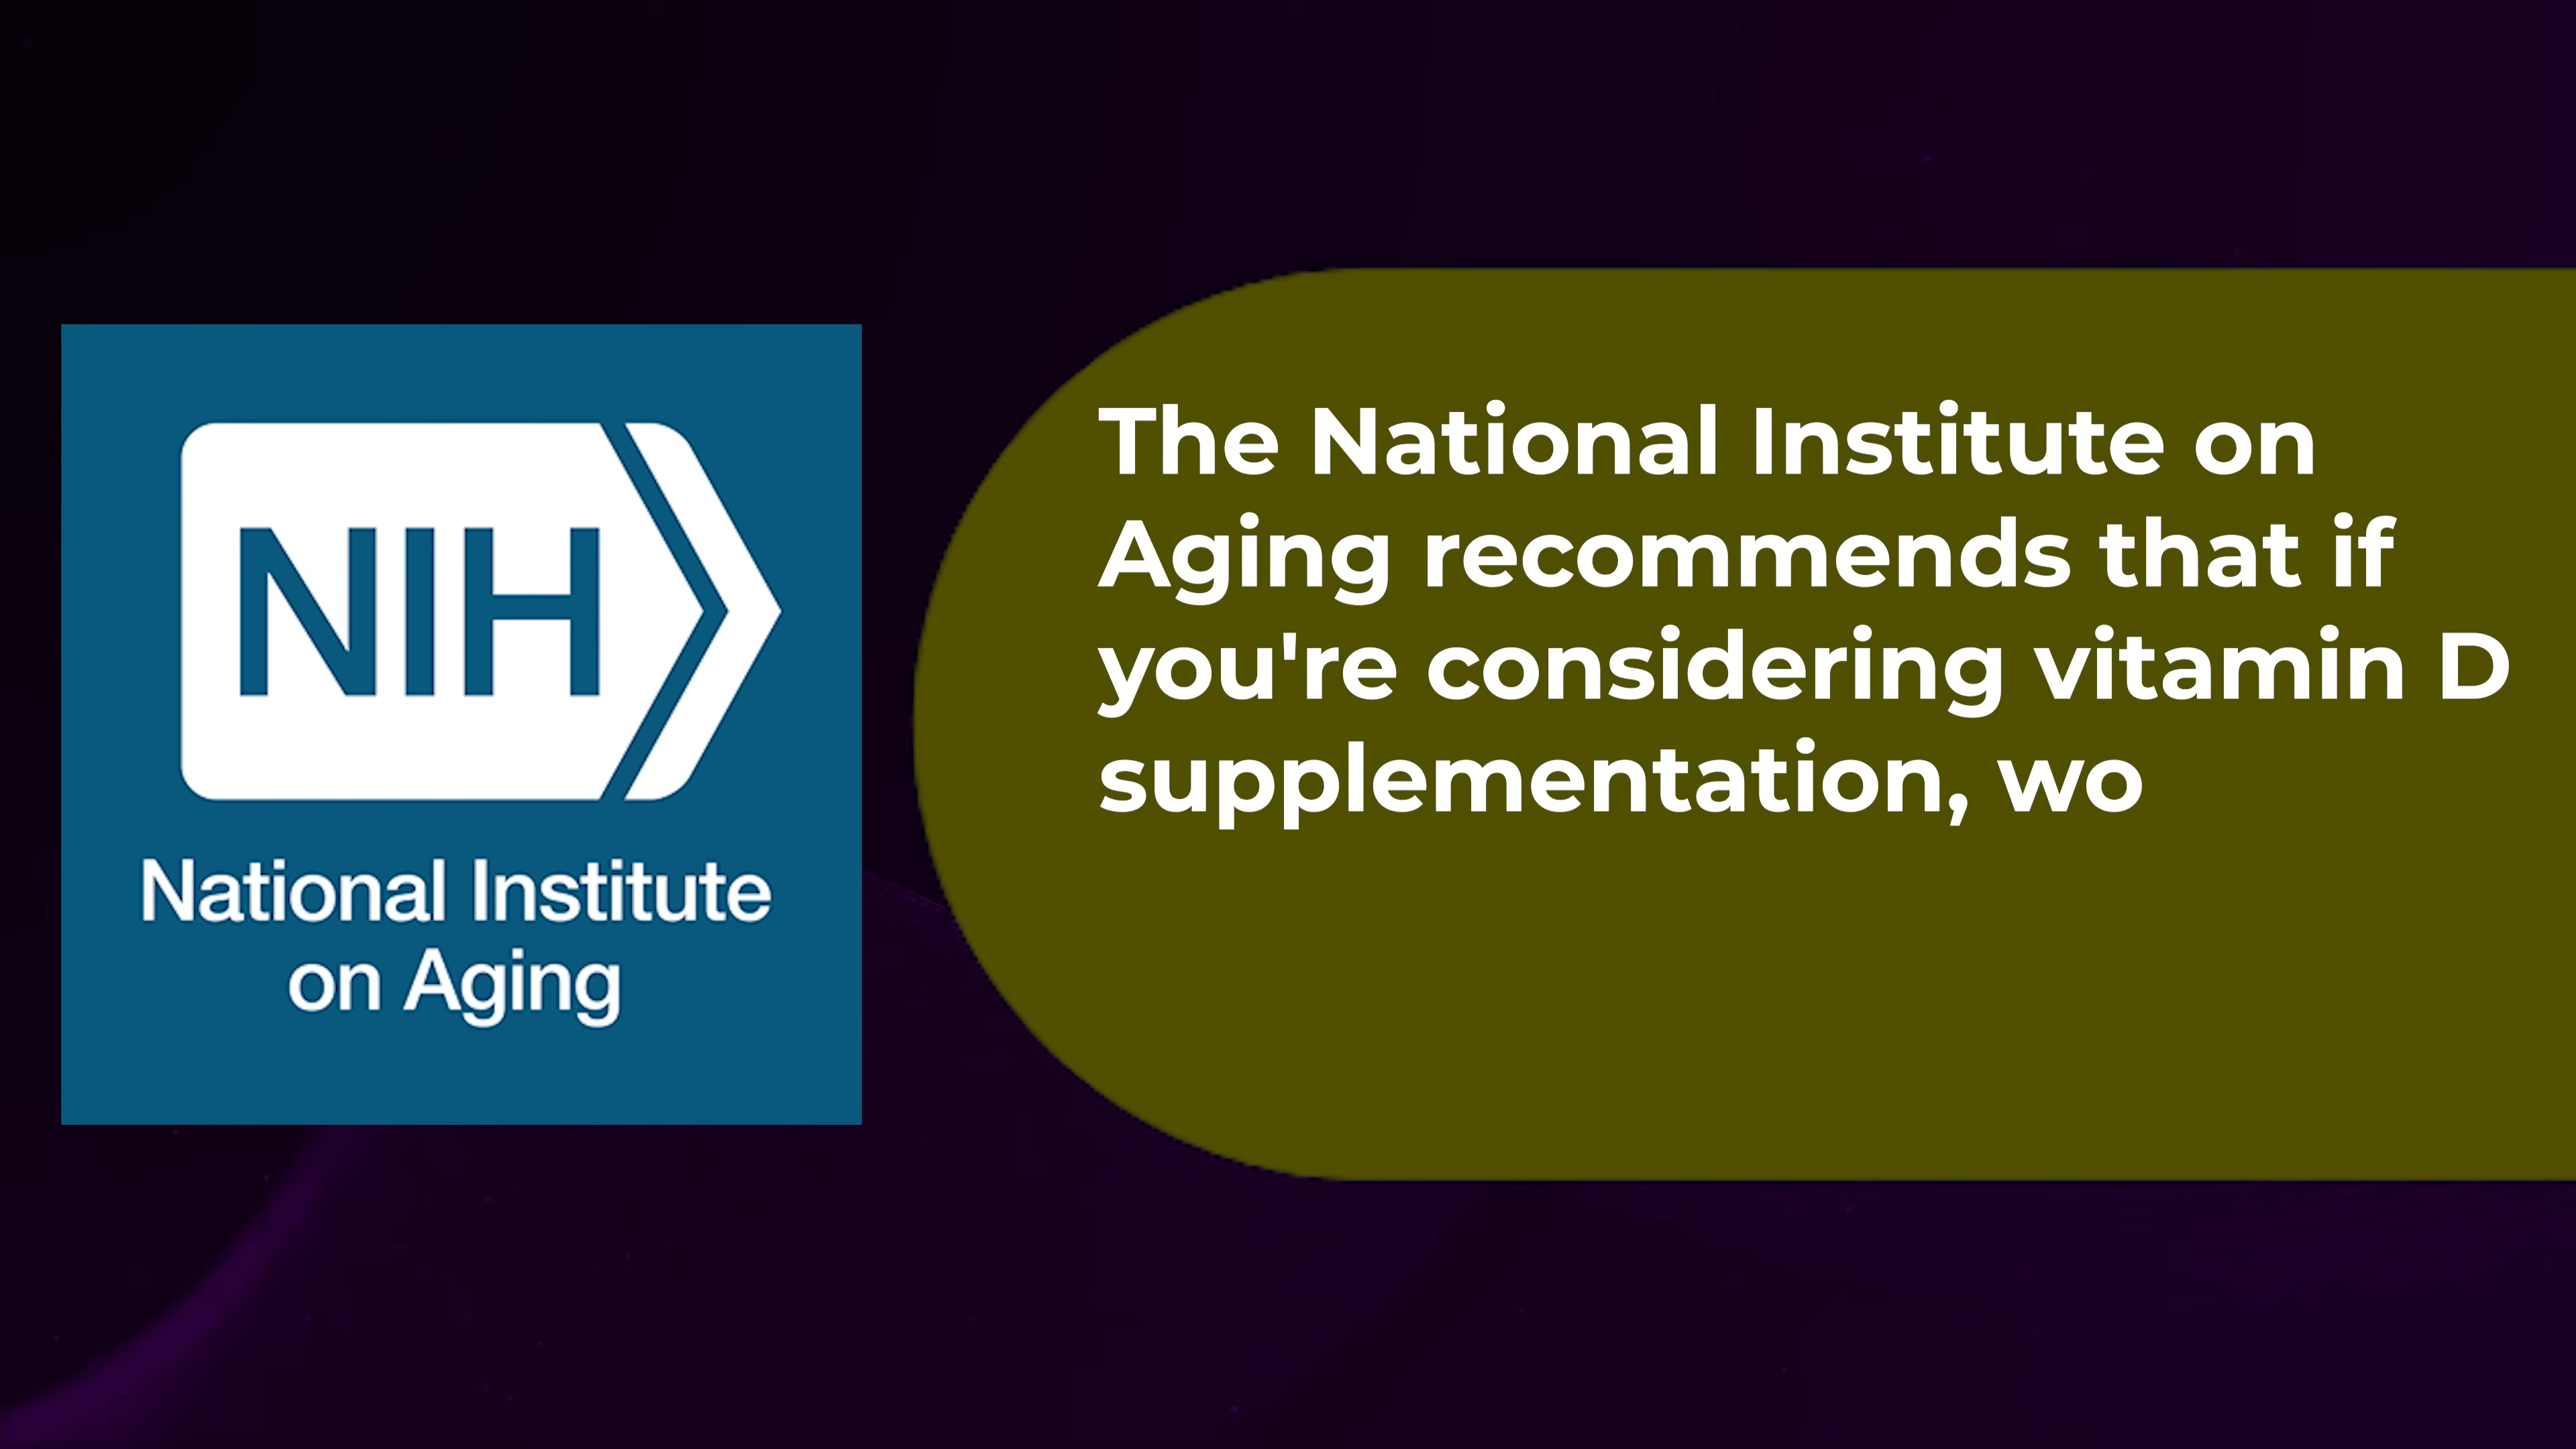 NIH
National Institute
on Aging
The National Institute on
Aging recommends that if
you're considering vitamin D
supplementation, wo